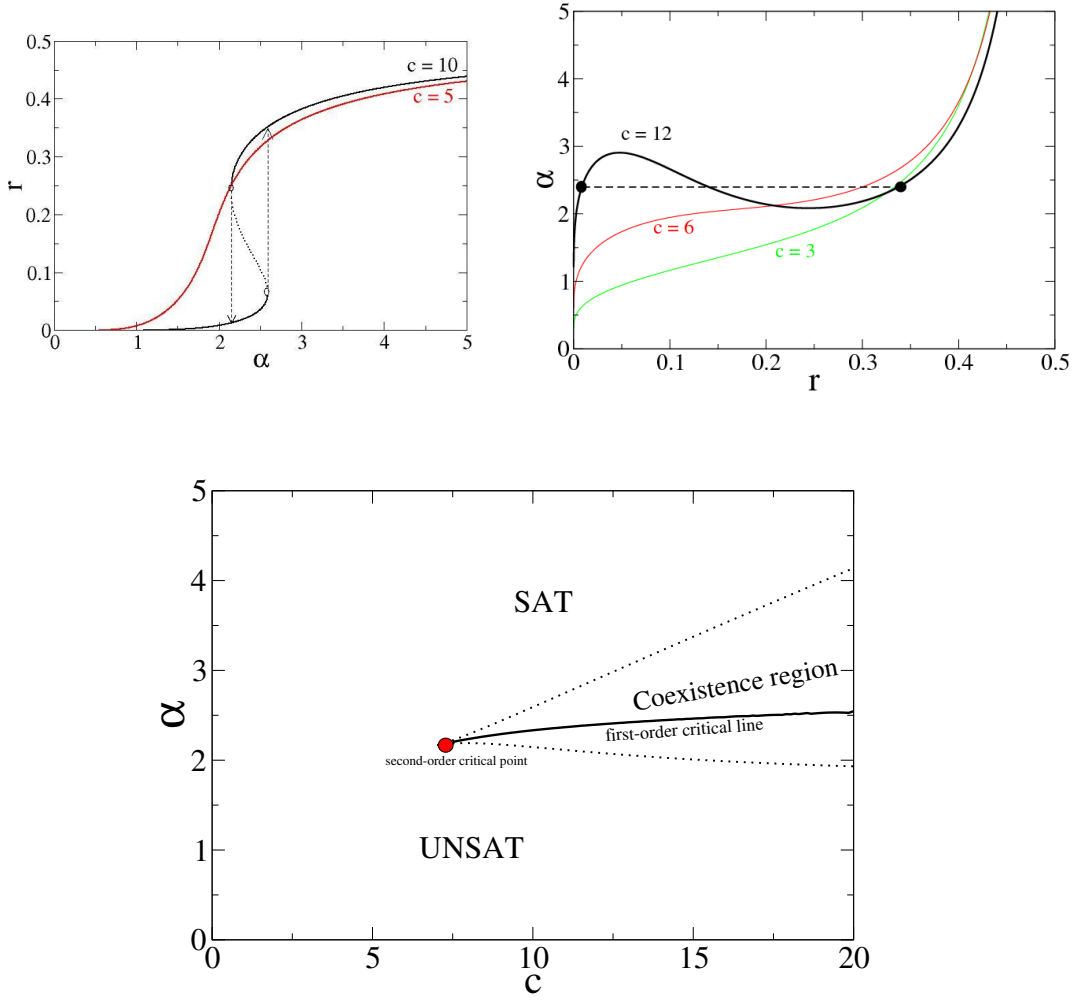 0.5
0.4
0.3
0.2
0.1
0
r
c = 10
c = 5
0
1
2
3
4
5
α
5
4
3
2
1
0
α
c = 12
c = 6
c = 3
0
0.1
0.2
0.3
0.4
0.5
r
5
4
3
2
1
0
α
SAT
Coexistence region
first-order critical line
second-order critical point
UNSAT
0
5
10
15
20
c